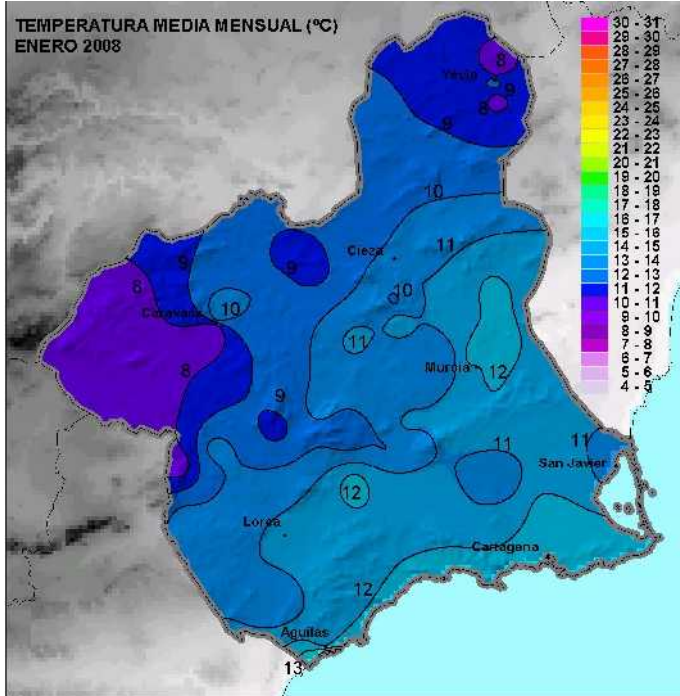 TEMPERATURA MEDIA MENSUAL (ºC)
ENERO 2008
30 - 31
29 - 30
28 - 29
27 - 28
26 - 27
25 - 26
24 - 25
23 - 24
22 - 23
21 - 22
20 - 21
19 - 20
18 - 19
17 - 18
16 - 17
15 - 16
14 - 15
13 - 14
12 - 13
11 - 12
10 - 11
9 - 10
8 - 9
7 - 8
6 - 7
5 - 6
4 - 5
8
Yecla
9
8
9
10
11
Cieza
9
9
8
10
10
Caravaca
11
8
Murcia
12
9
11
11
San Javier
12
Lorca
Cartagena
12
Aguilas
13